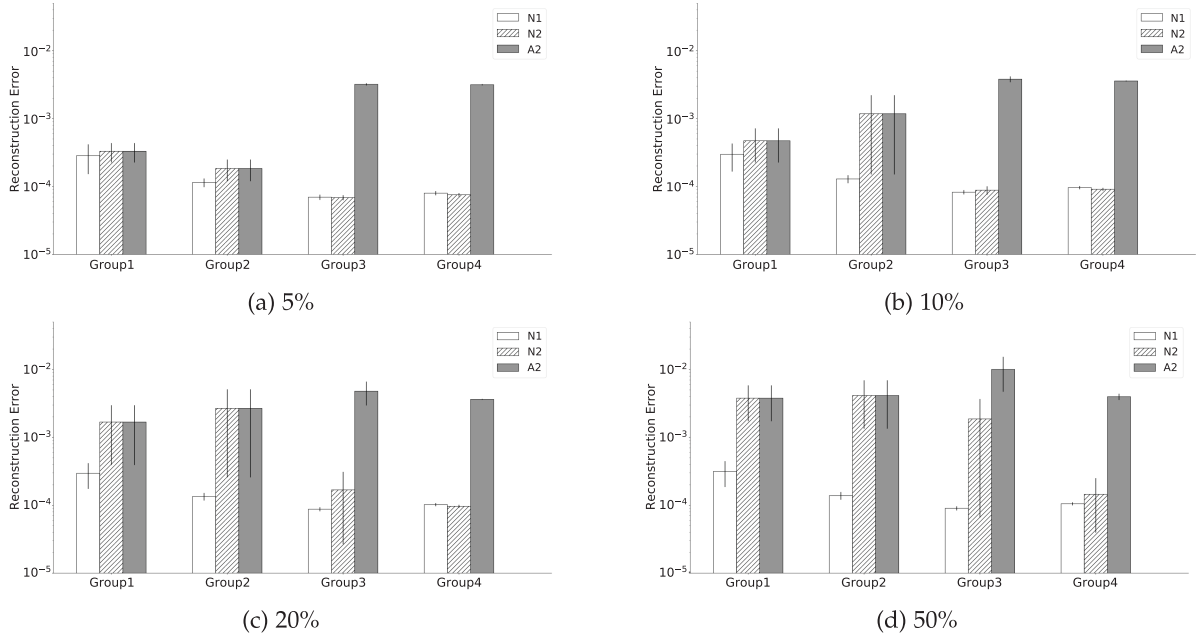 N1
N2
A2
10−2
10−3
10−4
10−5
Reconstruction Error
Group1 Group2 Group3 Group4
(a) 5%
N1
N2
A2
10−2
10−3
10−4
10−5
Reconstruction Error
Group1 Group2 Group3 Group4
(b) 10%
N1
N2
A2
10−2
10−3
10−4
10−5
Reconstruction Error
Group1 Group2 Group3 Group4
(c) 20%
N1
N2
A2
10−2
10−3
10−4
10−5
Reconstruction Error
Group1 Group2 Group3 Group4
(d) 50%